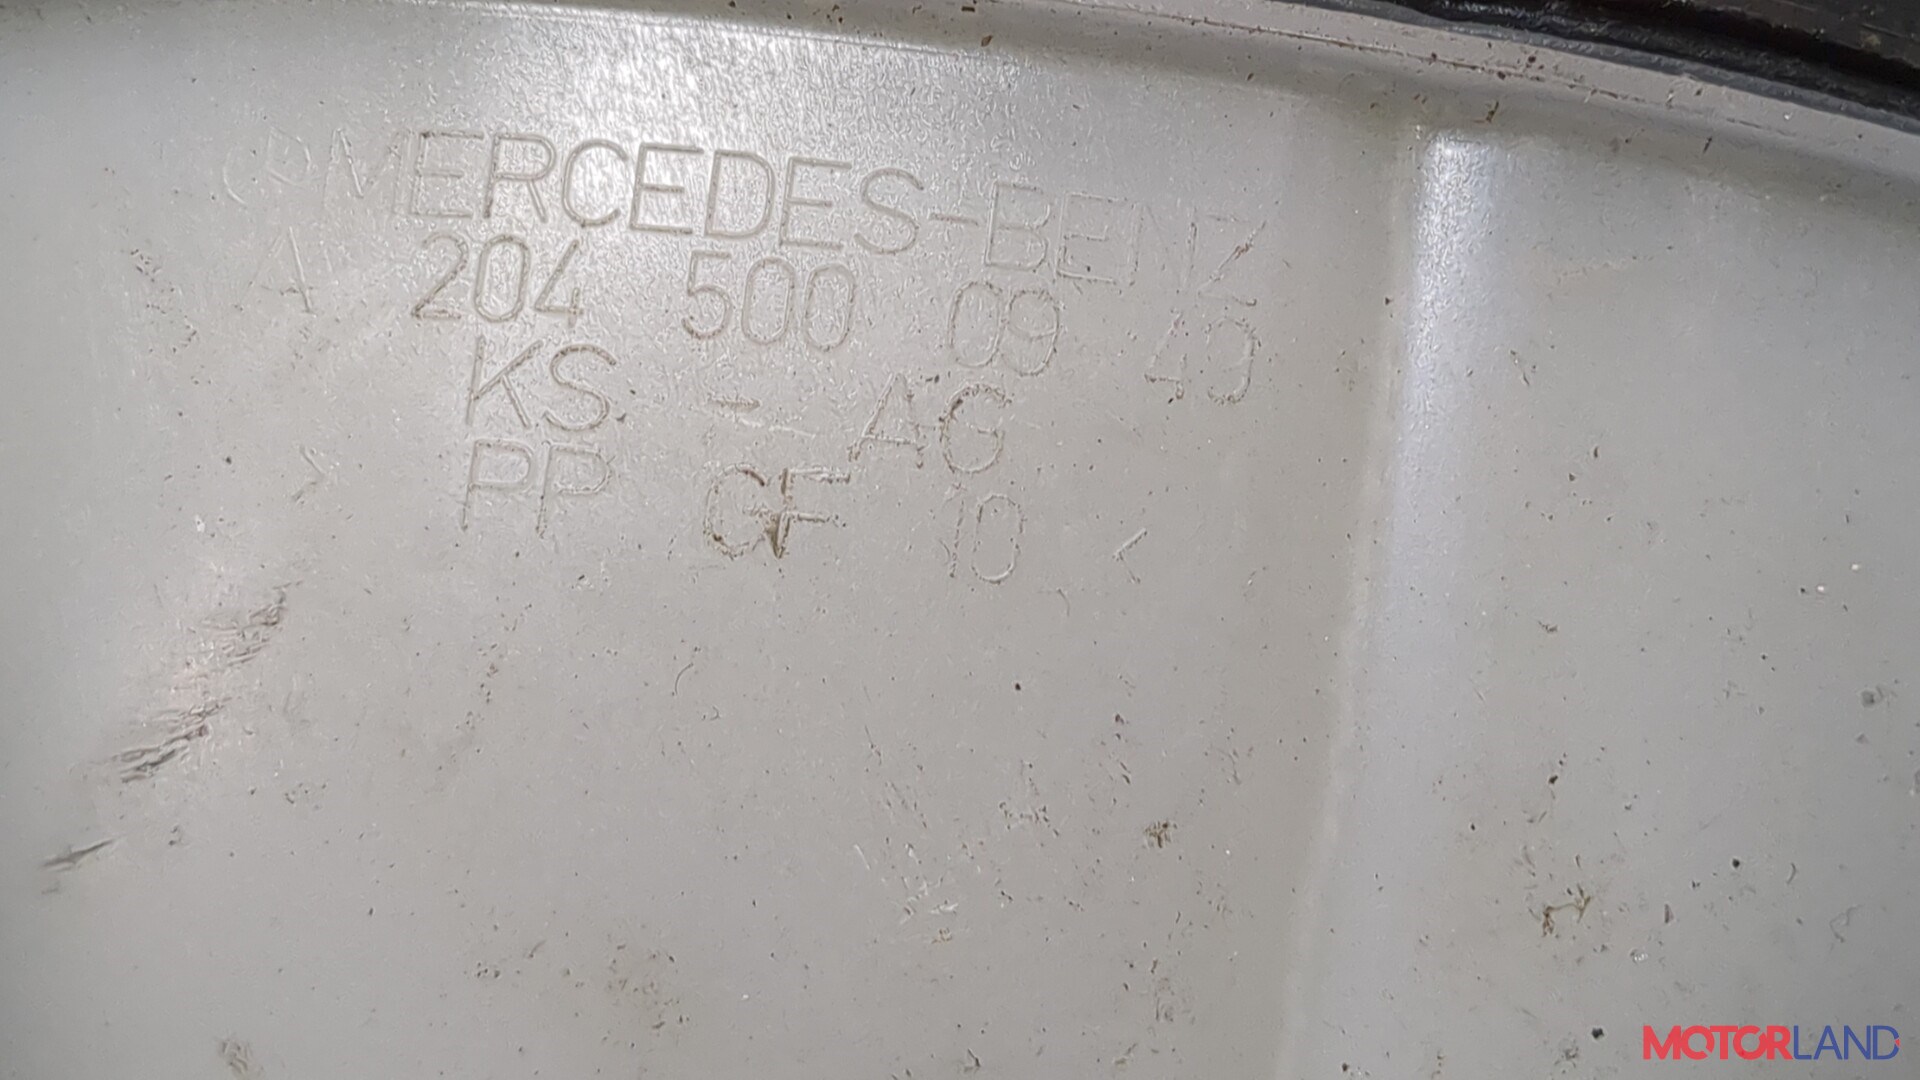 MERCEDES-BENZ
A 204 500 09 49
KS - AG
> PP GF 10 <
MOTORLAND